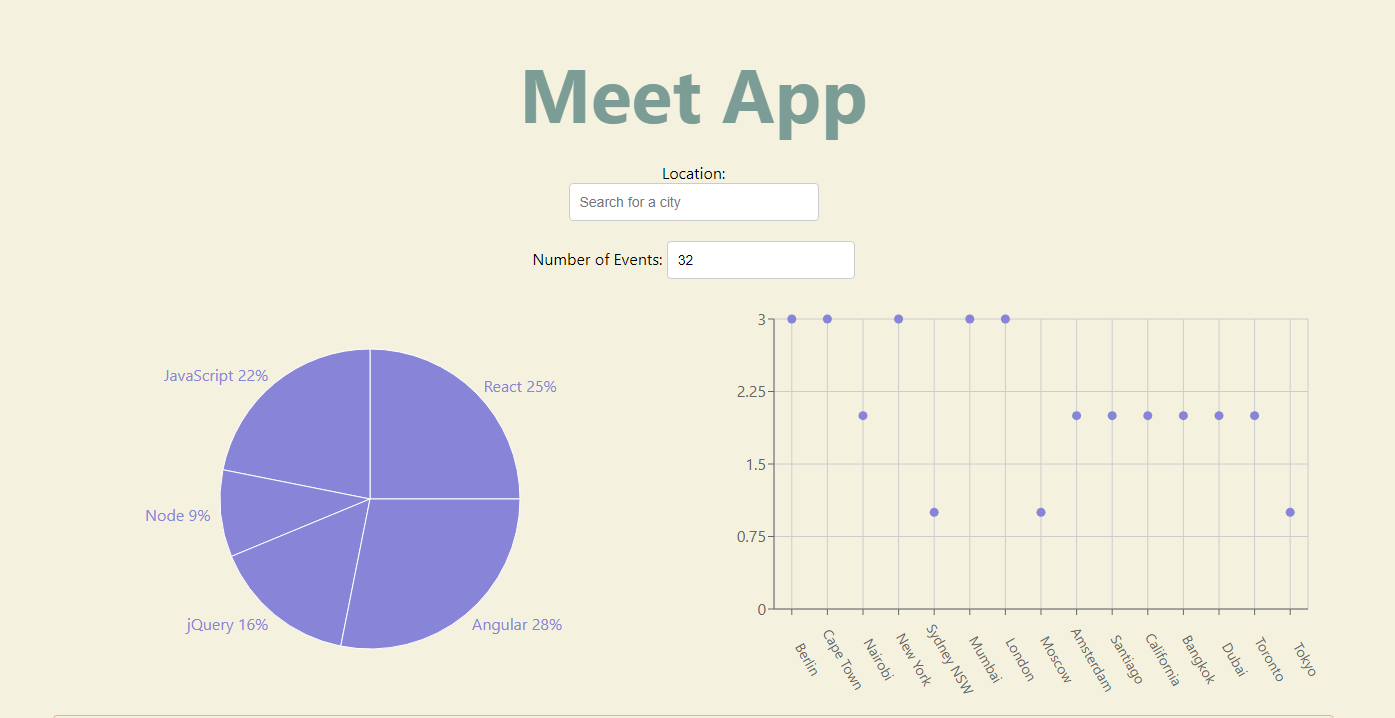 Meet App
Location:
Search for a city
Number of Events: 32
JavaScript 22%
React 25%
Node 9%
jQuery 16%
Angular 28%
3
2.25
1.5
0.75
0
Berlin
Cape Town
Nairobi
New York
Sydney NSW
Mumbai
London
Moscow
Amsterdam
Santiago
California
Bangkok
Dubai
Toronto
Tokyo